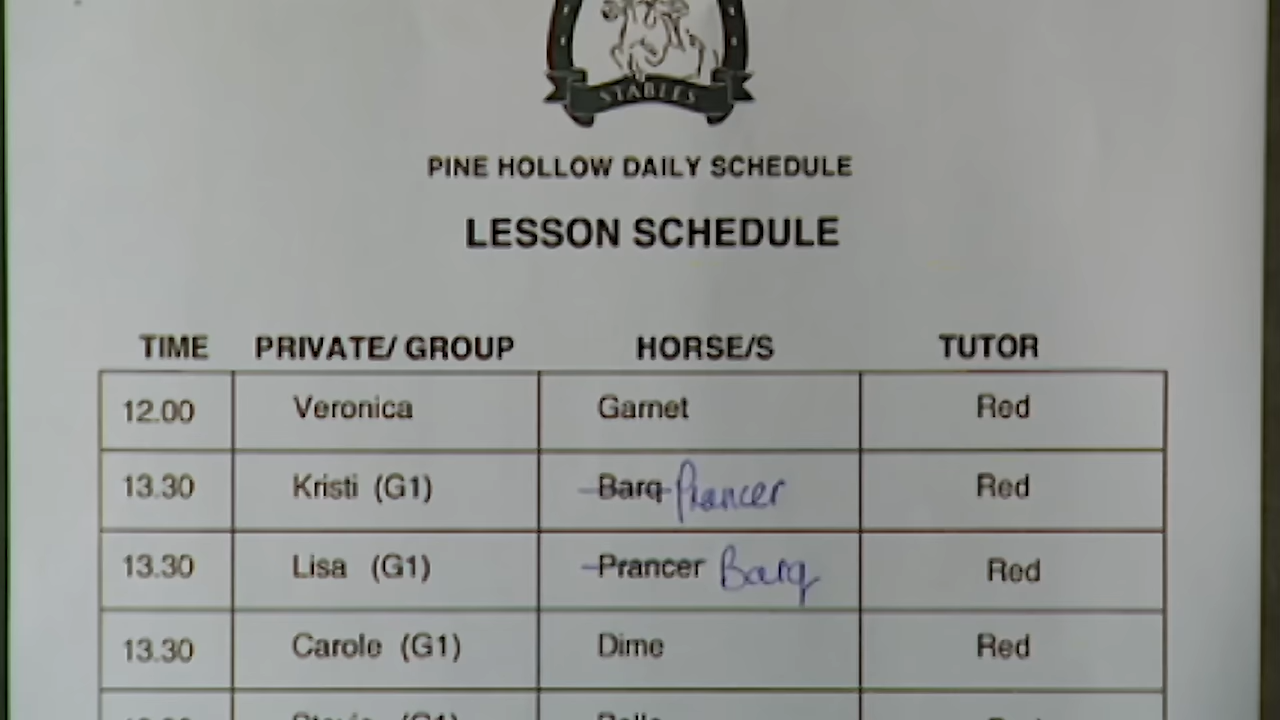 STABLES
PINE HOLLOW DAILY SCHEDULE
LESSON SCHEDULE
TIME PRIVATE/ GROUP HORSE/S TUTOR
12.00 Veronica Garnet Red
13.30 Kristi (G1) Barq Prancer Red
13.30 Lisa (G1) Prancer Barq Red
13.30 Carole (G1) Dime Red